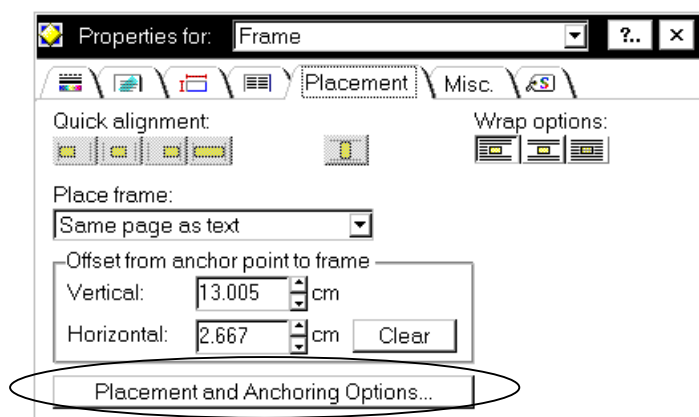 Properties for: Frame ?..
Placement Misc. S
Quick alignment: Wrap options:
Place frame:
Same page as text
Offset from anchor point to frame
Vertical: 13.005 cm
Horizontal: 2.667 cm Clear
Placement and Anchoring Options...